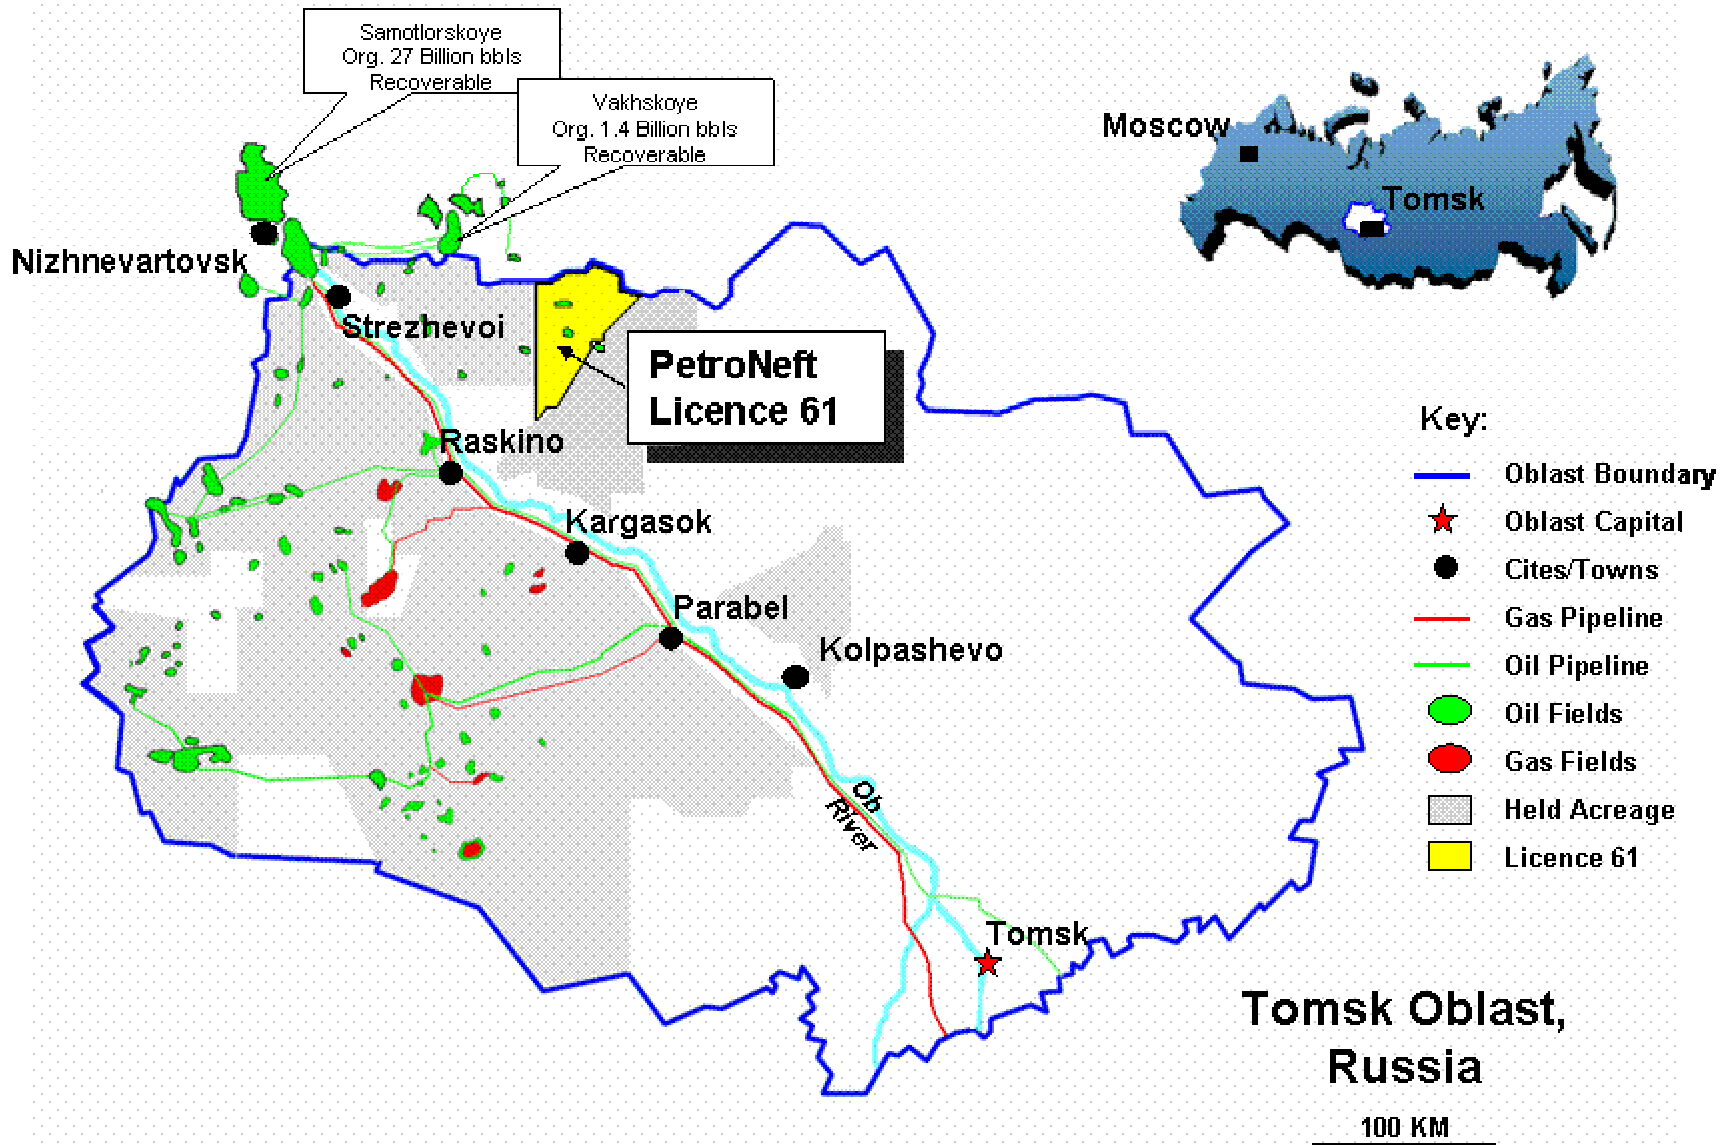 Samotlorskoye
Org. 27 Billion bbls
Recoverable
Vakhskoye
Org. 1.4 Billion bbls
Recoverable
Moscow
Tomsk
Nizhnevartovsk
Strezhevoi
PetroNeft
Licence 61
Raskino
Kargasok
Parabel
Kolpashevo
Ob
River
Tomsk
Key:
Oblast Boundary
Oblast Capital
Cites/Towns
Gas Pipeline
Oil Pipeline
Oil Fields
Gas Fields
Held Acreage
Licence 61
Tomsk Oblast,
Russia
100 KM